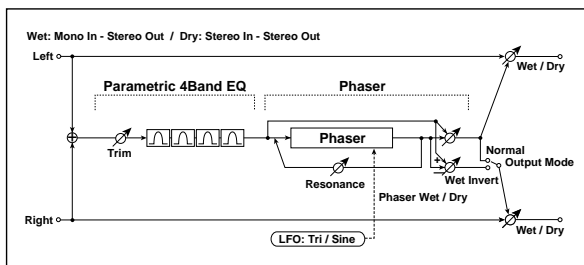 Wet: Mono In - Stereo Out / Dry: Stereo In - Stereo Out
Left
Wet / Dry
Parametric 4Band EQ
Phaser
+
Trim
Phaser
Normal
Output Mode
+
−
Wet Invert
Resonance
Phaser Wet / Dry
Right
Wet / Dry
LFO: Tri / Sine